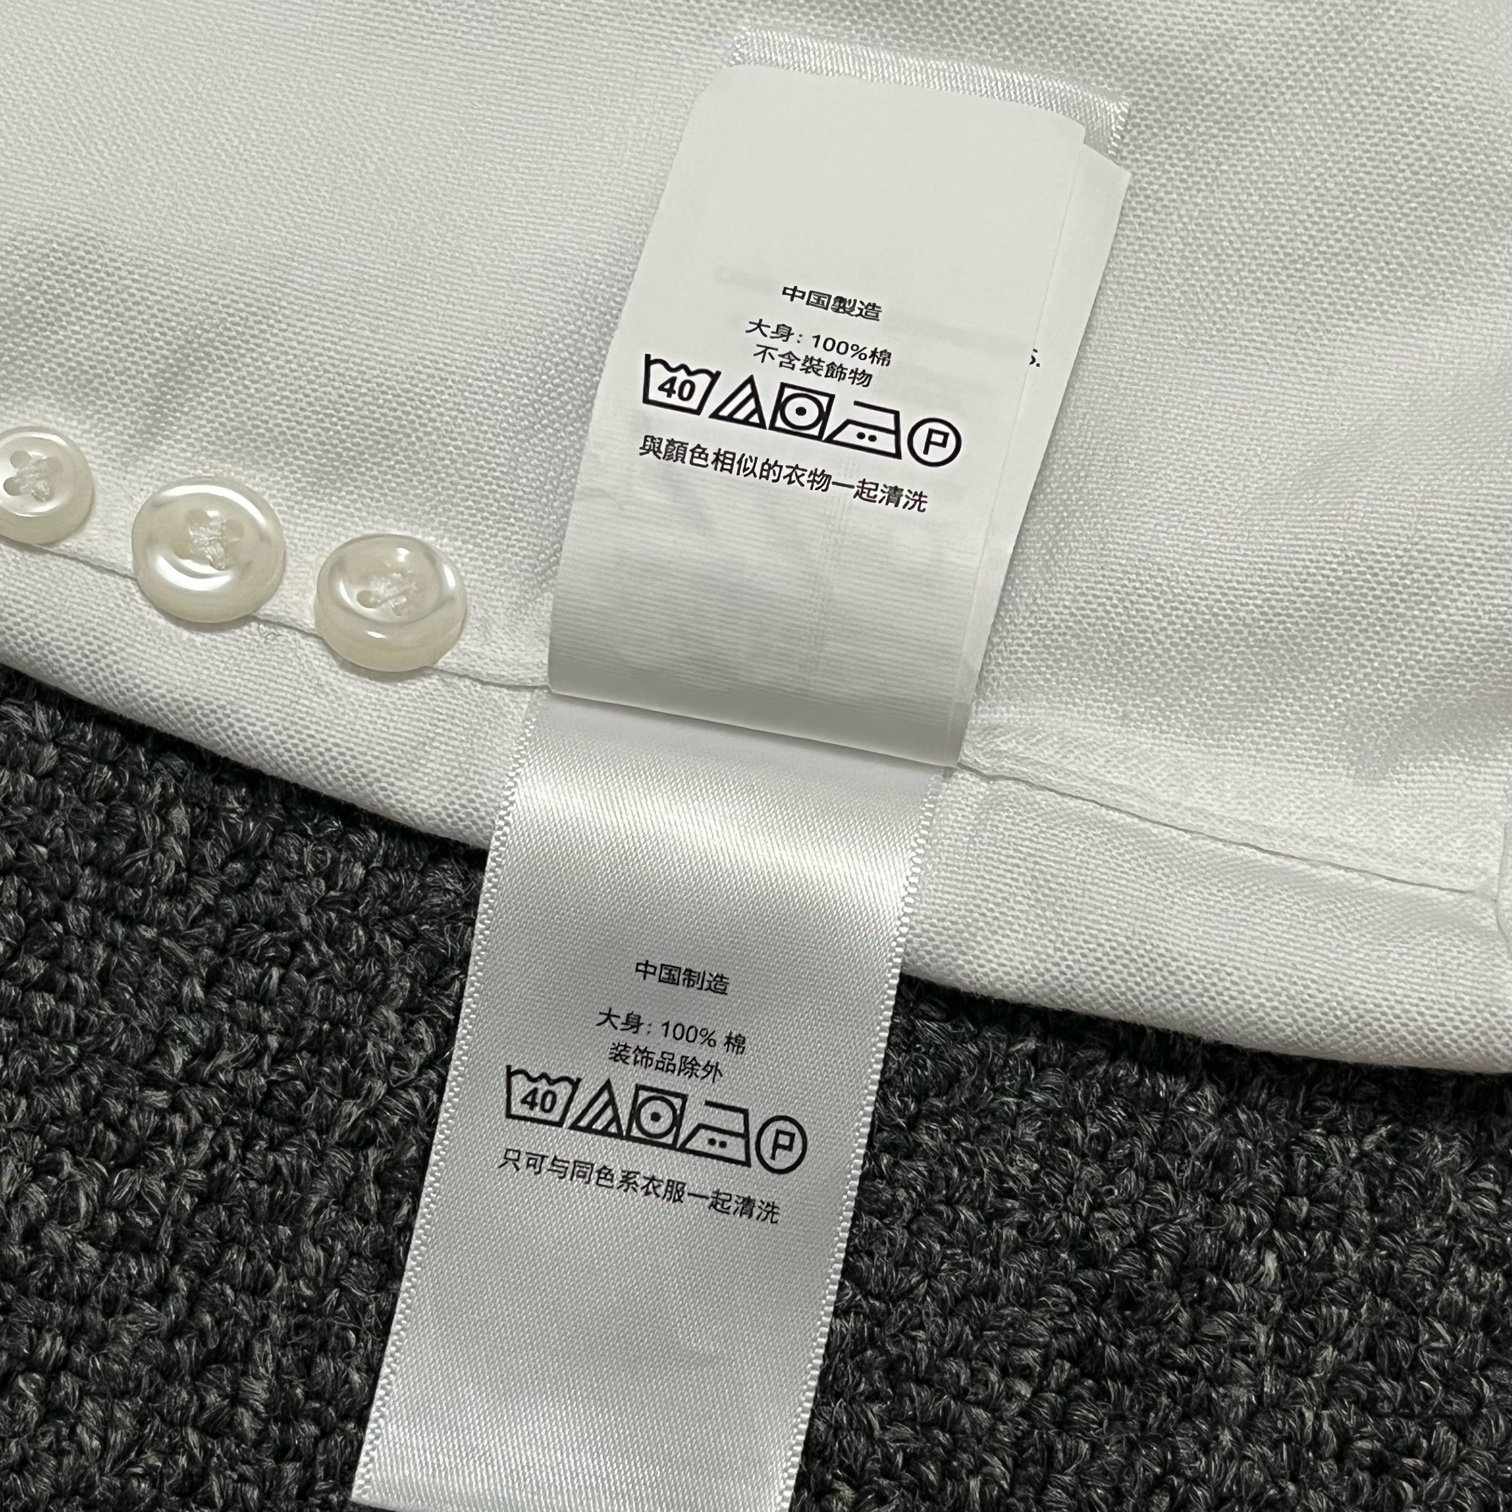 中国製造
大身: 100%棉
不含裝飾物
40 P
與顏色相似的衣物一起清洗
s.
中国制造
大身: 100% 棉
装饰品除外
40 P
只可与同色系衣服一起清洗